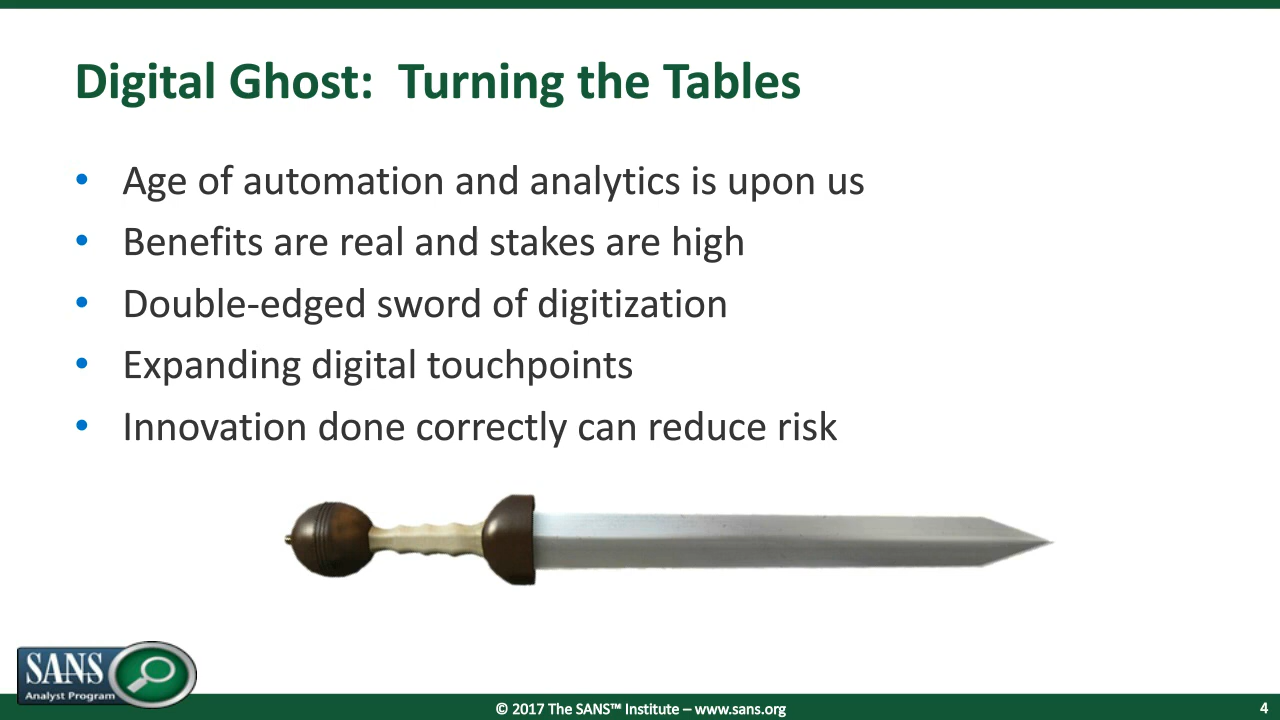 Digital Ghost:  Turning the Tables
• Age of automation and analytics is upon us
• Benefits are real and stakes are high
• Double-edged sword of digitization
• Expanding digital touchpoints
• Innovation done correctly can reduce risk
SANS
Analyst Program
© 2017 The SANS™ Institute – www.sans.org
4